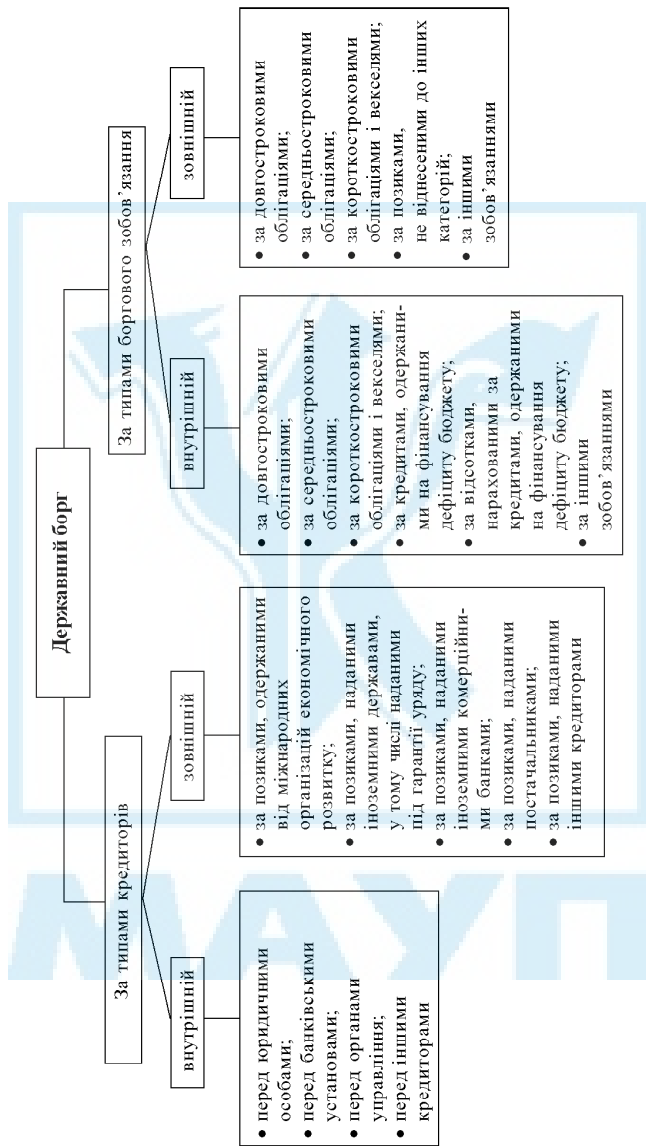 Державний борг
За типами кредиторів
внутрішній
• перед юридичними
особами;
• перед банківськими
установами;
• перед органами
управління;
• перед іншими
кредиторами
зовнішній
• за позиками, одержаними
від міжнародних
організацій економічного
розвитку;
• за позиками, наданими
іноземними державами,
у тому числі наданими
під гарантії уряду;
• за позиками, наданими
іноземними комерційни-
ми банками;
• за позиками, наданими
постачальниками;
• за позиками, наданими
іншими кредиторами
За типами боргового зобов'язання
внутрішній
• за довгостроковими
облігаціями;
• за середньостроковими
облігаціями;
• за короткостроковими
облігаціями і векселями;
• за кредитами, одержани-
ми на фінансування
дефіциту бюджету;
• за відсотками,
нарахованими за
кредитами, одержаними
на фінансування
дефіциту бюджету;
• за іншими
зобов'язаннями
зовнішній
• за довгостроковими
облігаціями;
• за середньостроковими
облігаціями;
• за короткостроковими
облігаціями і векселями;
• за позиками,
не віднесеними до інших
категорій;
• за іншими
зобов'язаннями
МАУП